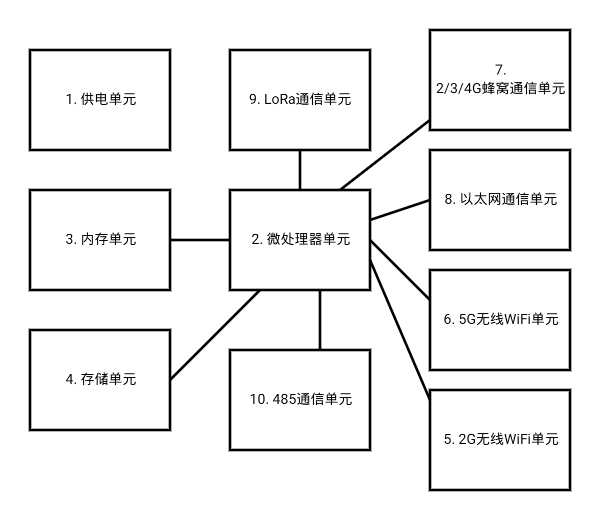 1. 供电单元
9. LoRa通信单元
7.
2/3/4G蜂窝通信单元
3. 内存单元
2. 微处理器单元
8. 以太网通信单元
6. 5G无线WiFi单元
4. 存储单元
10. 485通信单元
5. 2G无线WiFi单元